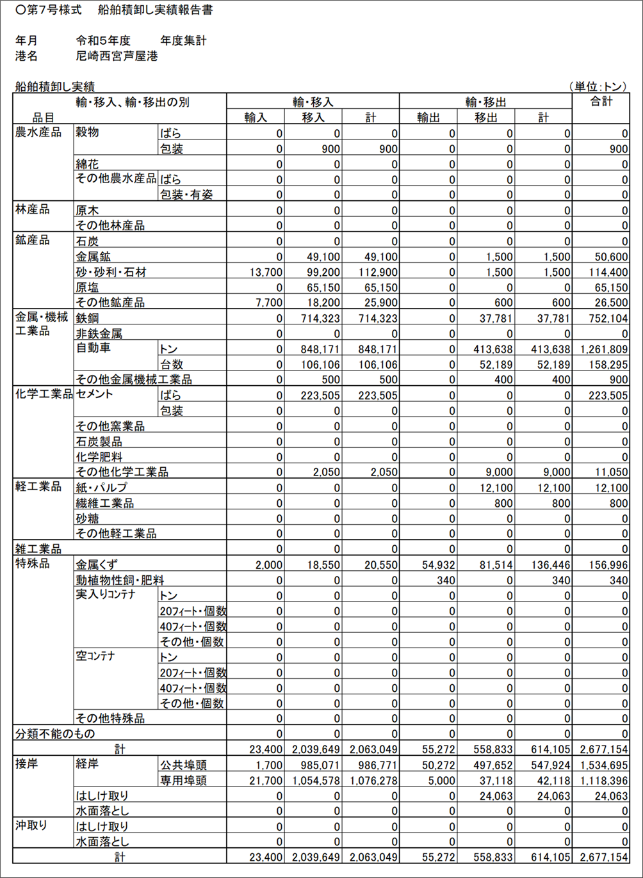 〇第７号様式　船舶積卸し実績報告書
年月　令和５年度　年度集計
港名　尼崎西宮芦屋港
船舶積卸し実績　（単位：トン）
輸・移入、輸・移出の別　輸・移入　輸・移出　合計
品目　輸入　移入　計　輸出　移出　計
農水産品　穀物　ばら　0　0　0　0　0　0　0
包装　0　900　900　0　0　0　900
綿花　0　0　0　0　0　0　0
その他農水産品　ばら　0　0　0　0　0　0　0
包装・有姿　0　0　0　0　0　0　0
林産品　原木　0　0　0　0　0　0　0
その他林産品　0　0　0　0　0　0　0
鉱産品　石炭　0　0　0　0　0　0　0
金属鉱　0　49,100　49,100　0　1,500　1,500　50,600
砂・砂利・石材　13,700　99,200　112,900　0　1,500　1,500　114,400
原塩　0　65,150　65,150　0　0　0　65,150
その他鉱産品　7,700　18,200　25,900　0　600　600　26,500
金属・機械工業品　鉄鋼　0　714,323　714,323　0　37,781　37,781　752,104
非鉄金属　0　0　0　0　0　0　0
自動車　トン　0　848,171　848,171　0　413,638　413,638　1,261,809
台数　0　106,106　106,106　0　52,189　52,189　158,295
その他金属機械工業品　0　500　500　0　400　400　900
化学工業品　セメント　ばら　0　223,505　223,505　0　0　0　223,505
包装　0　0　0　0　0　0　0
その他窯業品　0　0　0　0　0　0　0
石炭製品　0　0　0　0　0　0　0
化学肥料　0　0　0　0　0　0　0
その他化学工業品　0　2,050　2,050　0　9,000　9,000　11,050
軽工業品　紙・パルプ　0　0　0　0　12,100　12,100　12,100
繊維工業品　0　0　0　0　800　800　800
砂糖　0　0　0　0　0　0　0
その他軽工業品　0　0　0　0　0　0　0
雑工業品　0　0　0　0　0　0　0
特殊品　金属くず　2,000　18,550　20,550　54,932　81,514　136,446　156,996
動植物性飼・肥料　0　0　0　340　0　340　340
実入りコンテナ　トン　0　0　0　0　0　0　0
20フィート・個数　0　0　0　0　0　0　0
40フィート・個数　0　0　0　0　0　0　0
その他・個数　0　0　0　0　0　0　0
空コンテナ　トン　0　0　0　0　0　0　0
20フィート・個数　0　0　0　0　0　0　0
40フィート・個数　0　0　0　0　0　0　0
その他・個数　0　0　0　0　0　0　0
その他特殊品　0　0　0　0　0　0　0
分類不能のもの　0　0　0　0　0　0　0
計　23,400　2,039,649　2,063,049　55,272　558,833　614,105　2,677,154
接岸　経岸　公共埠頭　1,700　985,071　986,771　50,272　497,652　547,924　1,534,695
専用埠頭　21,700　1,054,578　1,076,278　5,000　37,118　42,118　1,118,396
はしけ取り　0　0　0　0　24,063　24,063　24,063
水面落とし　0　0　0　0　0　0　0
沖取り　はしけ取り　0　0　0　0　0　0　0
水面落とし　0　0　0　0　0　0　0
計　23,400　2,039,649　2,063,049　55,272　558,833　614,105　2,677,154